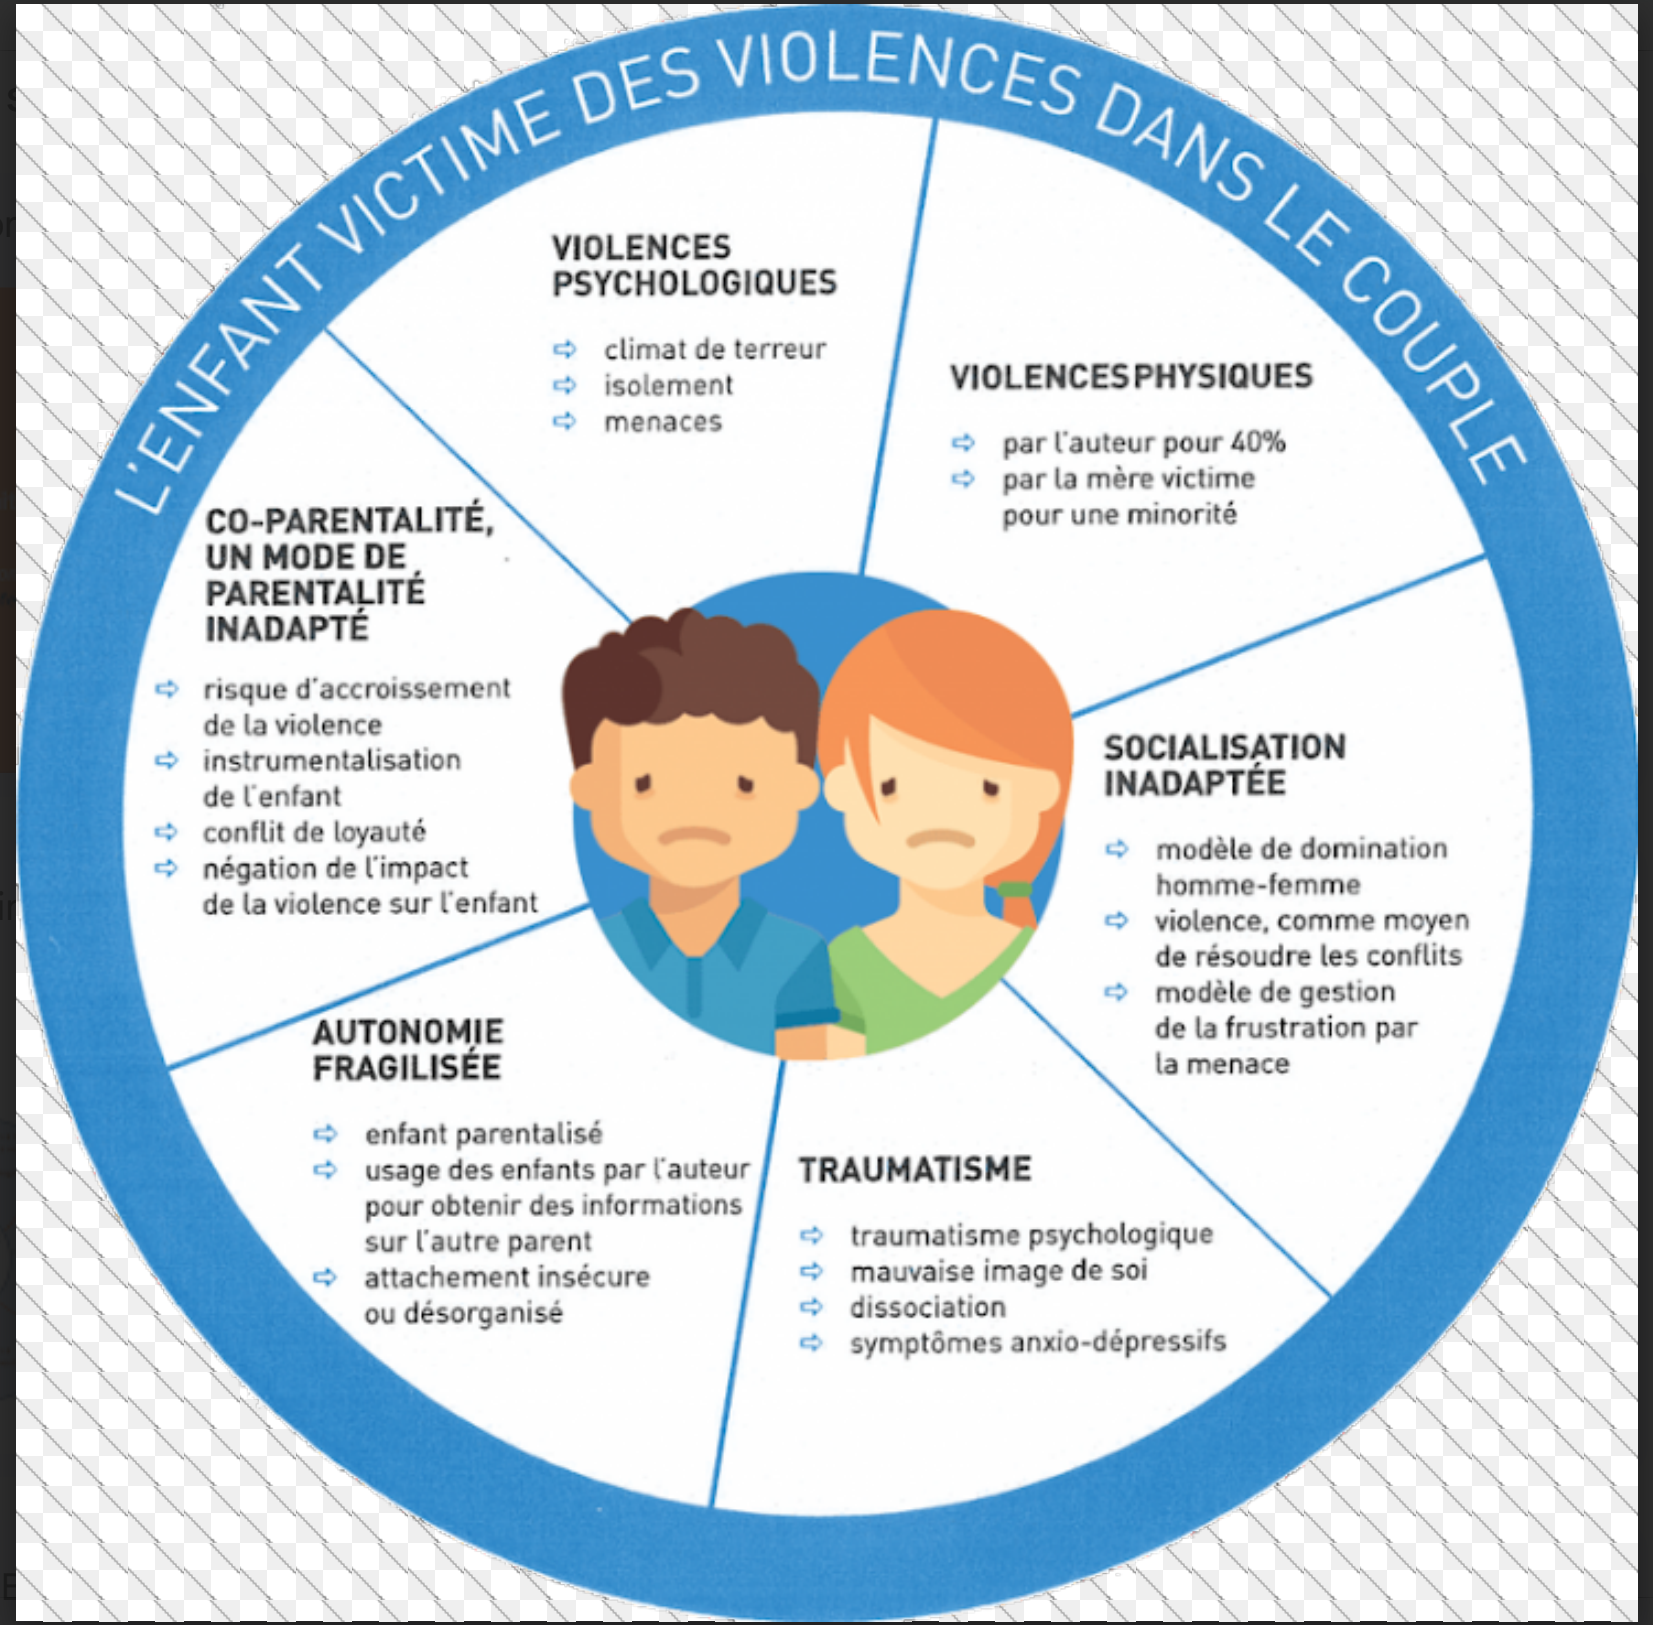 L'ENFANT VICTIME DES VIOLENCES DANS LE COUPLE
VIOLENCES
PSYCHOLOGIQUES
climat de terreur
isolement
menaces
VIOLENCES PHYSIQUES
par l'auteur pour 40%
par la mère victime
pour une minorité
SOCIALISATION
INADAPTÉE
modèle de domination
homme-femme
violence, comme moyen
de résoudre les conflits
modèle de gestion
de la frustration par
la menace
TRAUMATISME
traumatisme psychologique
mauvaise image de soi
dissociation
symptômes anxio-dépressifs
AUTONOMIE
FRAGILISÉE
enfant parentalisé
usage des enfants par l'auteur
pour obtenir des informations
sur l'autre parent
attachement insécure
ou désorganisé
CO-PARENTALITÉ,
UN MODE DE
PARENTALITÉ
INADAPTÉ
risque d'accroissement
de la violence
instrumentalisation
de l'enfant
conflit de loyauté
négation de l'impact
de la violence sur l'enfant